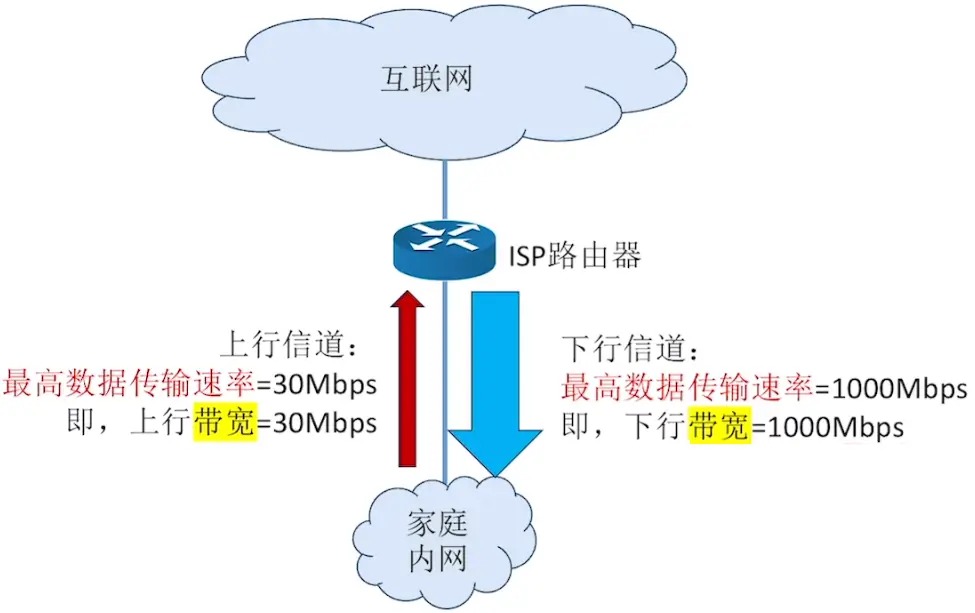 互联网
ISP路由器
上行信道：
最高数据传输速率=30Mbps
即，上行带宽=30Mbps
下行信道：
最高数据传输速率=1000Mbps
即，下行带宽=1000Mbps
家庭
内网